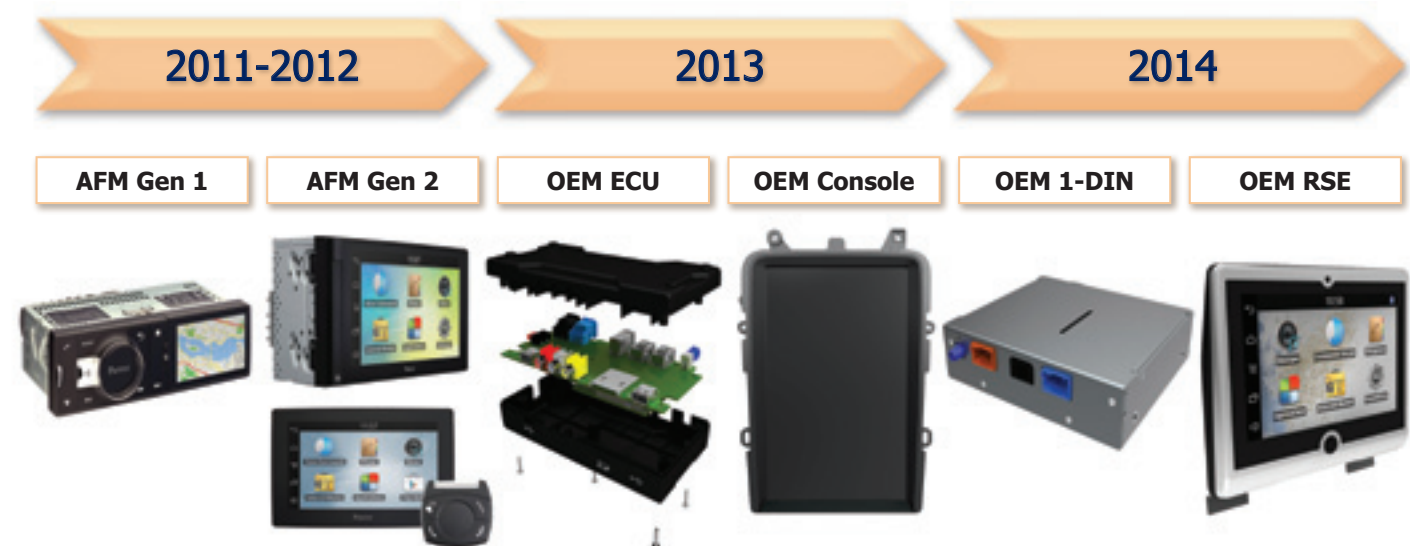 2011-2012
2013
2014
AFM Gen 1
AFM Gen 2
OEM ECU
OEM Console
OEM 1-DIN
OEM RSE